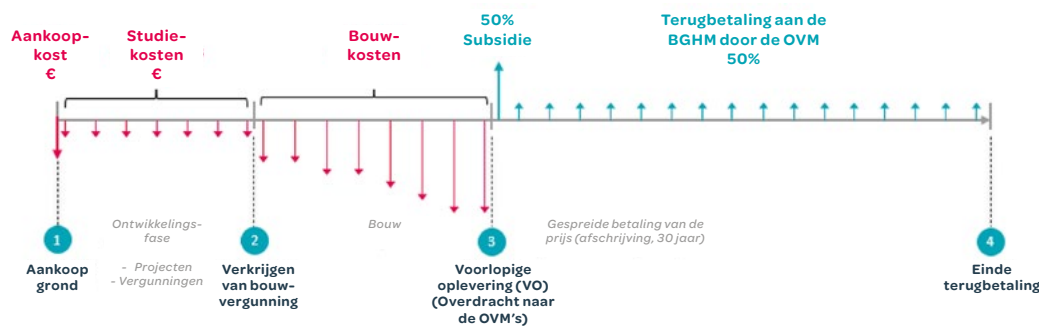 Aankoop-
kost
€
Studie-
kosten
€
Bouw-
kosten
50%
Subsidie
Terugbetaling aan de
BGHM door de OVM
50%
Ontwikkelings-
fase
- Projecten
- Vergunningen
Bouw
Gespreide betaling van de
prijs (afschrijving, 30 jaar)
1
2
3
4
Aankoop
grond
Verkrijgen
van bouw-
vergunning
Voorlopige
oplevering (VO)
(Overdracht naar
de OVM's)
Einde
terugbetaling